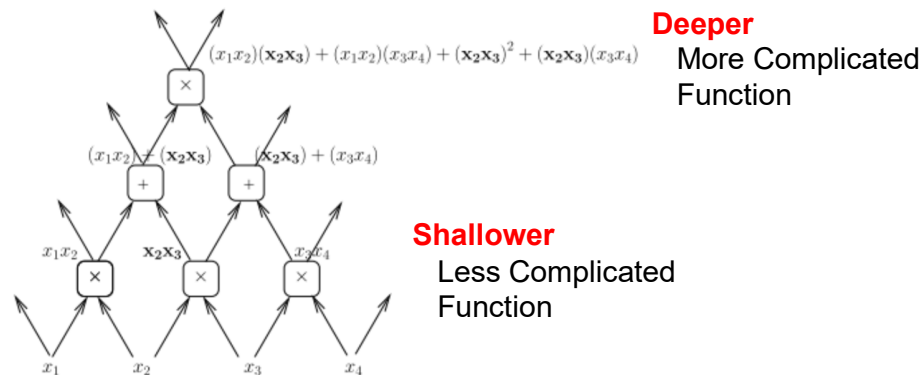 Deeper
(x₁x₂)(𝐱₂𝐱₃) + (x₁x₂)(x₃x₄) + (𝐱₂𝐱₃)² + (𝐱₂𝐱₃)(x₃x₄)
More Complicated
Function
×
(x₁x₂) + (𝐱₂𝐱₃)
(𝐱₂𝐱₃) + (x₃x₄)
+
+
Shallower
x₁x₂
𝐱₂𝐱₃
x₃x₄
Less Complicated
Function
×
×
×
x₁
x₂
x₃
x₄